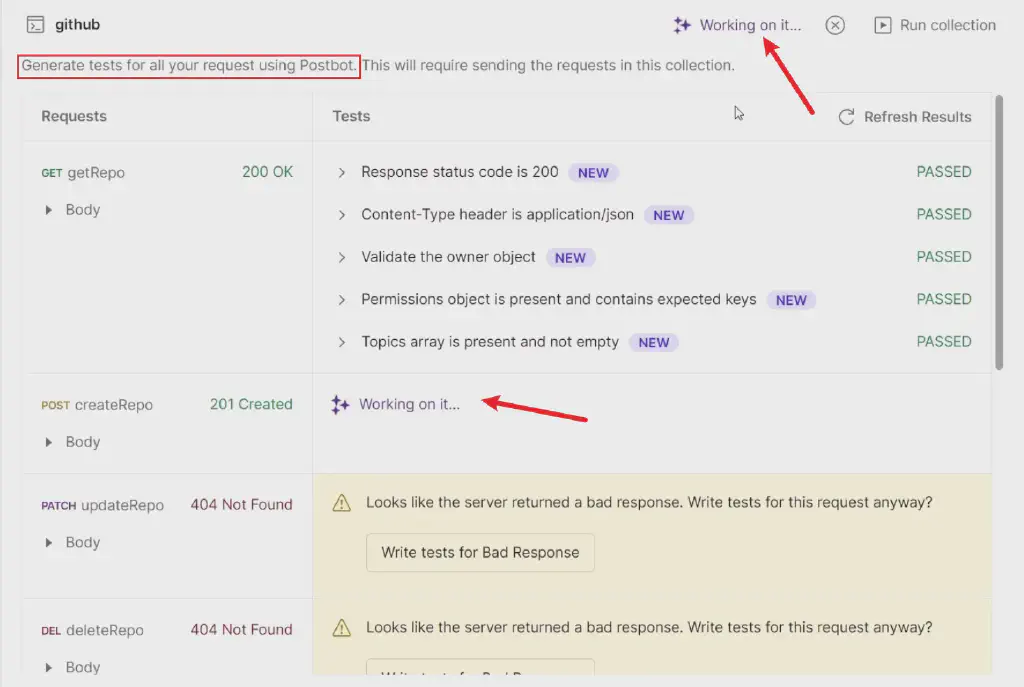 github
Working on it...
Run collection
Generate tests for all your request using Postbot. This will require sending the requests in this collection.
Requests
Tests
Refresh Results
GET getRepo
200 OK
Response status code is 200 NEW
PASSED
Body
Content-Type header is application/json NEW
PASSED
Validate the owner object NEW
PASSED
Permissions object is present and contains expected keys NEW
PASSED
Topics array is present and not empty NEW
PASSED
POST createRepo
201 Created
Working on it...
Body
PATCH updateRepo
404 Not Found
Looks like the server returned a bad response. Write tests for this request anyway?
Body
Write tests for Bad Response
DEL deleteRepo
404 Not Found
Looks like the server returned a bad response. Write tests for this request anyway?
Body